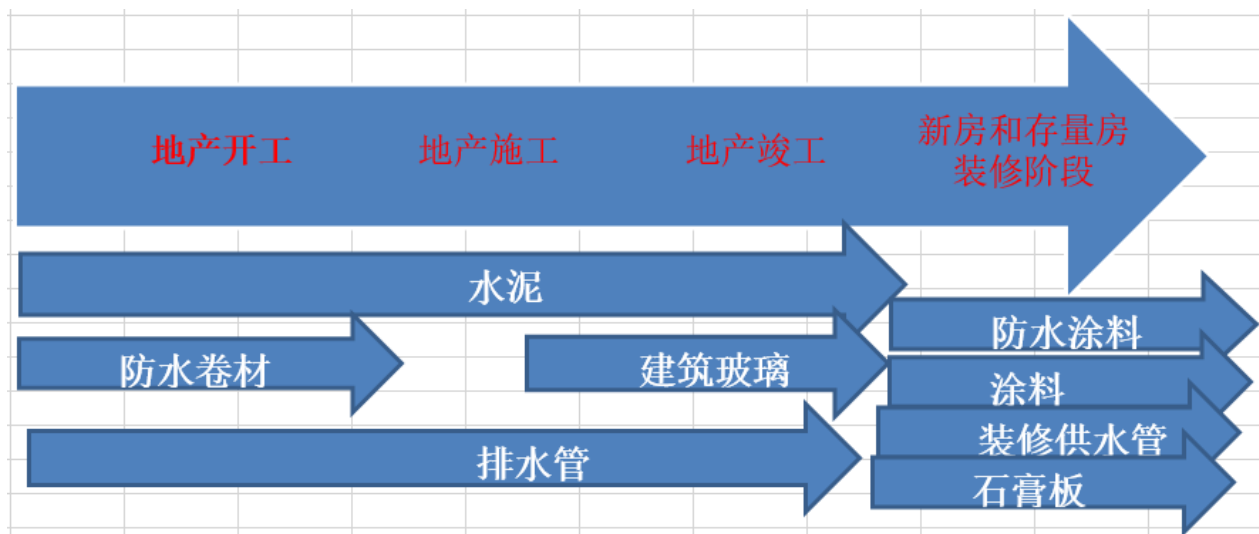 地产开工
地产施工
地产竣工
新房和存量房
装修阶段
水泥
防水涂料
防水卷材
建筑玻璃
涂料
装修供水管
排水管
石膏板